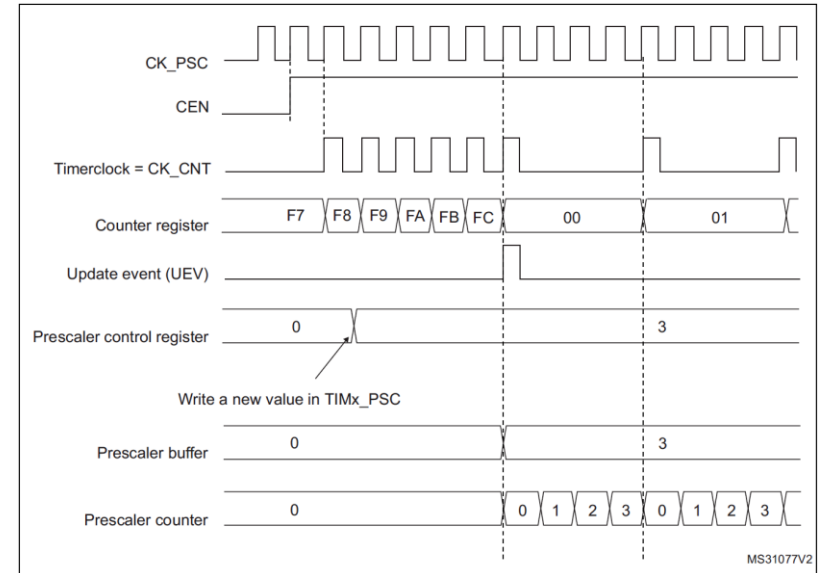 CK_PSC
CEN
Timerclock = CK_CNT
Counter register F7 F8 F9 FA FB FC 00 01
Update event (UEV)
Prescaler control register 0 3
Write a new value in TIMx_PSC
Prescaler buffer 0 3
Prescaler counter 0 0 1 2 3 0 1 2 3
MS31077V2